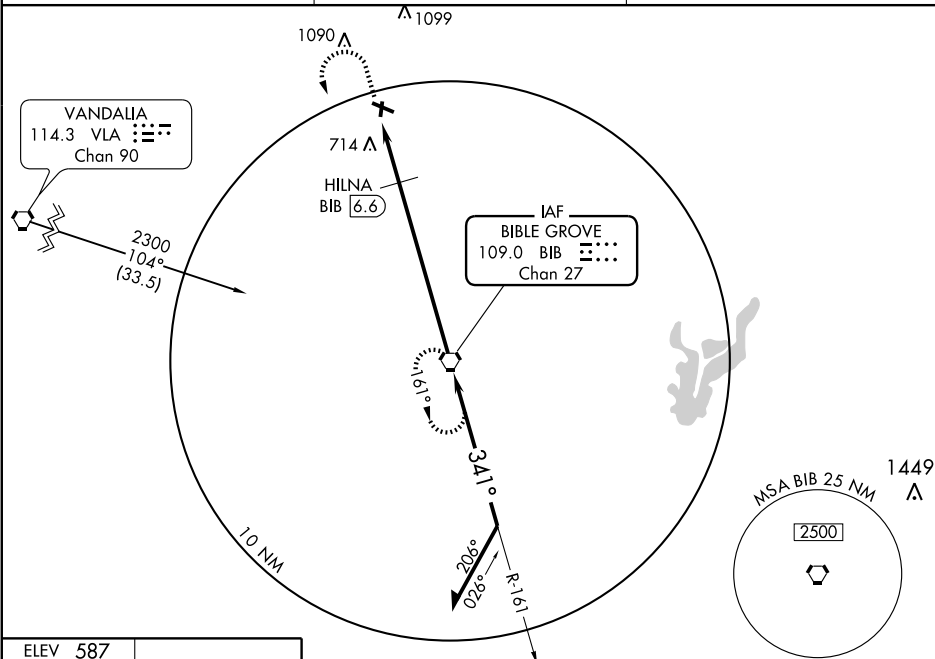 1099
1090
VANDALIA
114.3 VLA
Chan 90
714
HILNA
BIB 6.6
IAF
BIBLE GROVE
109.0 BIB
Chan 27
2300
104°
(33.5)
161°
341°
1449
MSA BIB 25 NM
2500
10 NM
206°
026°
R-161
ELEV 587